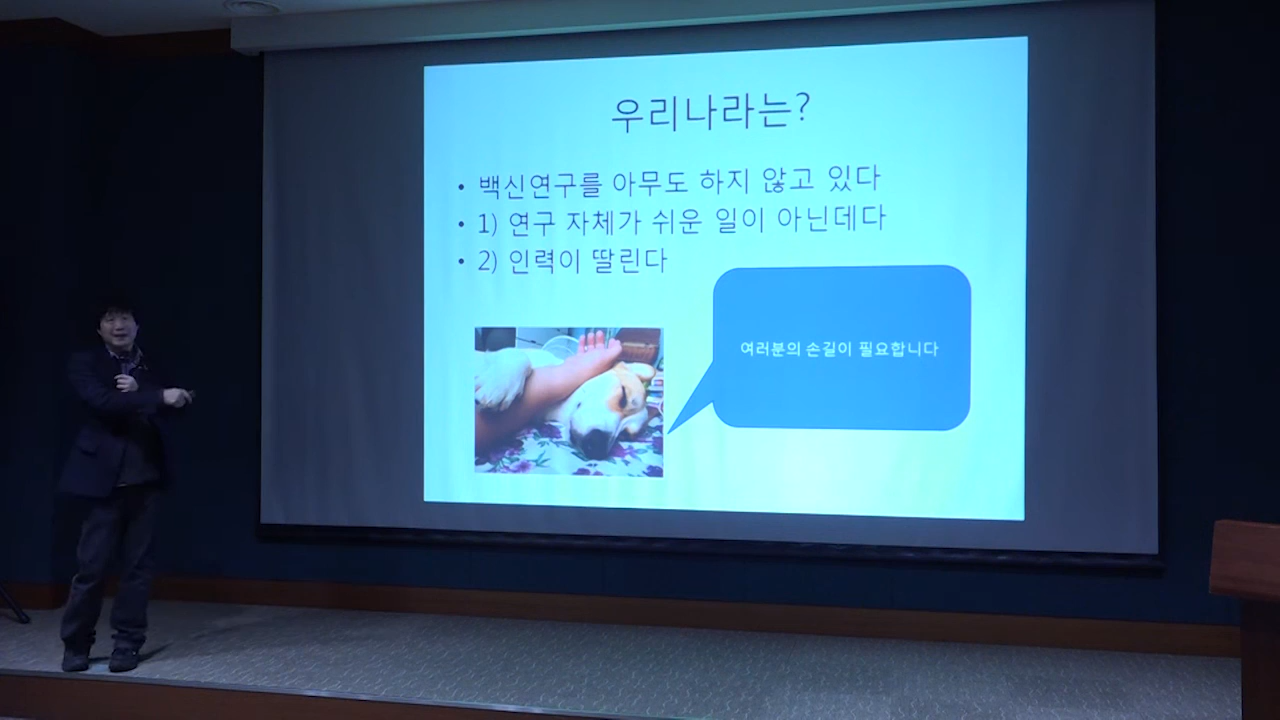 우리나라는?
• 백신연구를 아무도 하지 않고 있다
• 1) 연구 자체가 쉬운 일이 아닌데다
• 2) 인력이 딸린다
여러분의 손길이 필요합니다